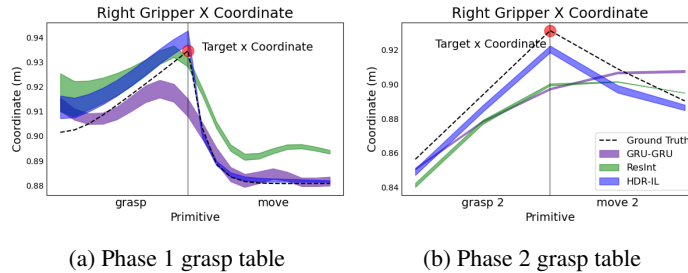 Right Gripper X Coordinate
0.94
0.93
0.92
0.91
0.90
0.89
0.88
Coordinate (m)
Target x Coordinate
grasp
move
Primitive
(a) Phase 1 grasp table
Right Gripper X Coordinate
0.92
0.90
0.88
0.86
0.84
Coordinate (m)
Target x Coordinate
Ground Truth
GRU-GRU
ResInt
HDR-IL
grasp 2
move 2
Primitive
(b) Phase 2 grasp table